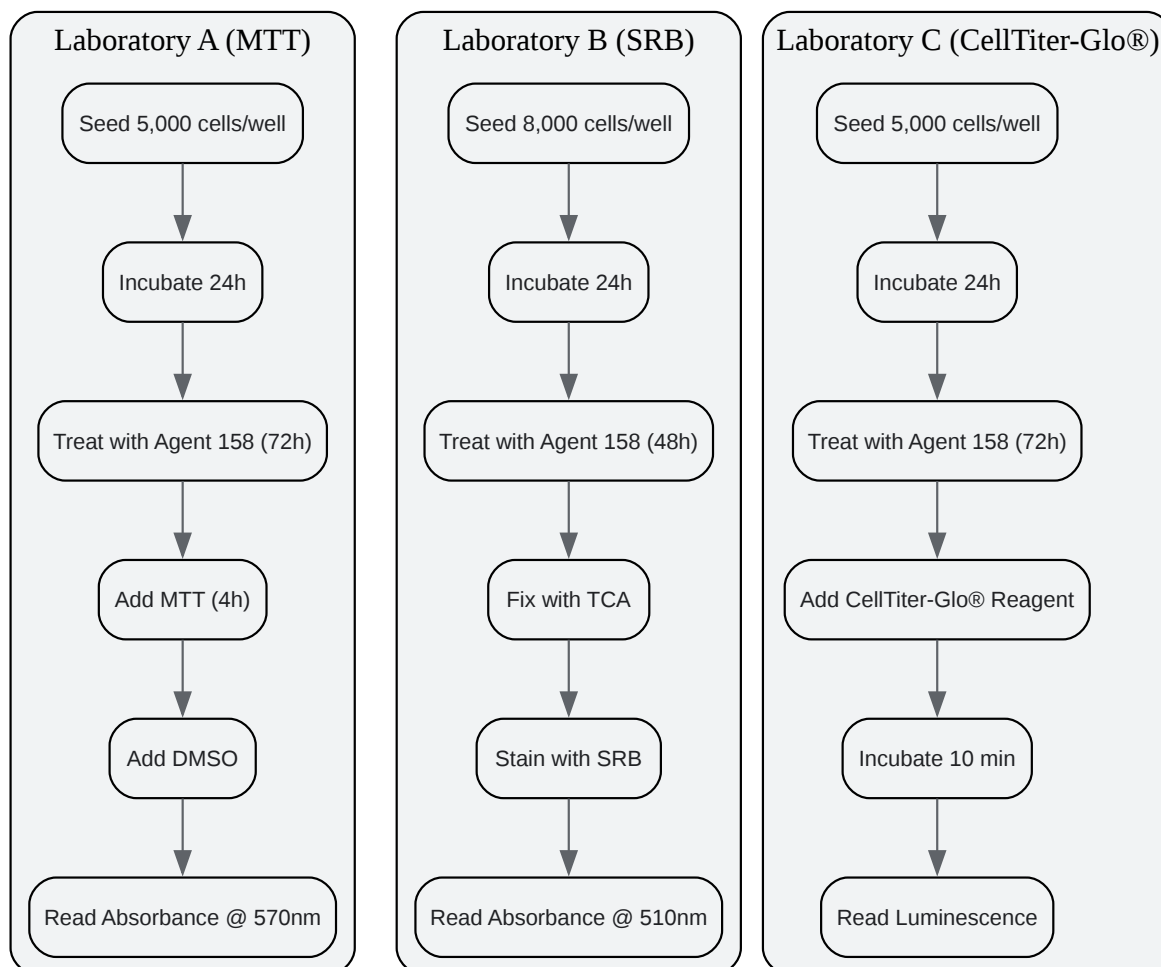 Laboratory A (MTT)
Seed 5,000 cells/well
Incubate 24h
Treat with Agent 158 (72h)
Add MTT (4h)
Add DMSO
Read Absorbance @ 570nm
Laboratory B (SRB)
Seed 8,000 cells/well
Incubate 24h
Treat with Agent 158 (48h)
Fix with TCA
Stain with SRB
Read Absorbance @ 510nm
Laboratory C (CellTiter-Glo®)
Seed 5,000 cells/well
Incubate 24h
Treat with Agent 158 (72h)
Add CellTiter-Glo® Reagent
Incubate 10 min
Read Luminescence